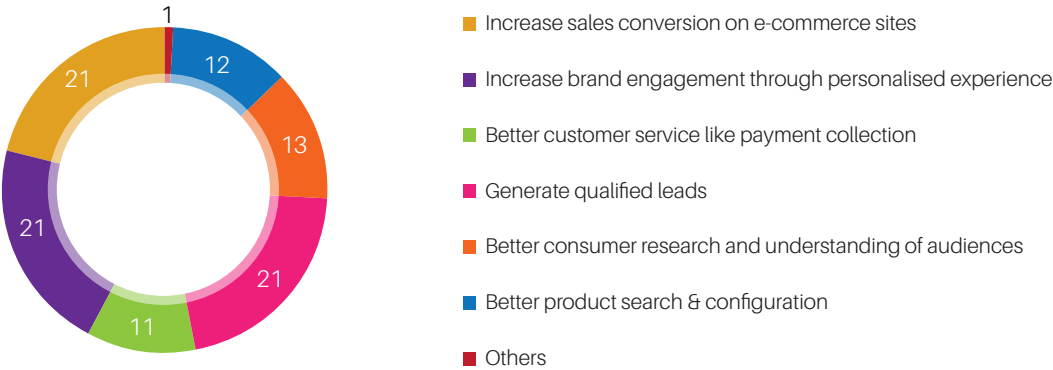 1
12
13
21
11
21
21
Increase sales conversion on e-commerce sites
Increase brand engagement through personalised experience
Better customer service like payment collection
Generate qualified leads
Better consumer research and understanding of audiences
Better product search & configuration
Others